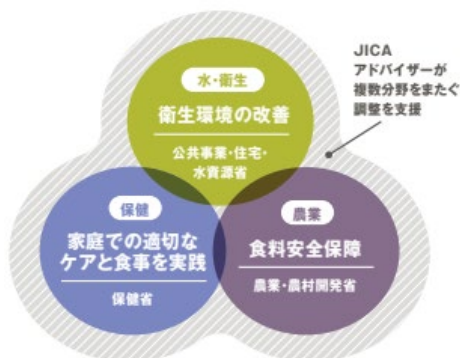 水・衛生
衛生環境の改善
公共事業・住宅・
水資源省
JICA
アドバイザーが
複数分野をまたぐ
調整を支援
保健
家庭での適切な
ケアと食事を実践
保健省
農業
食料安全保障
農業・農村開発省